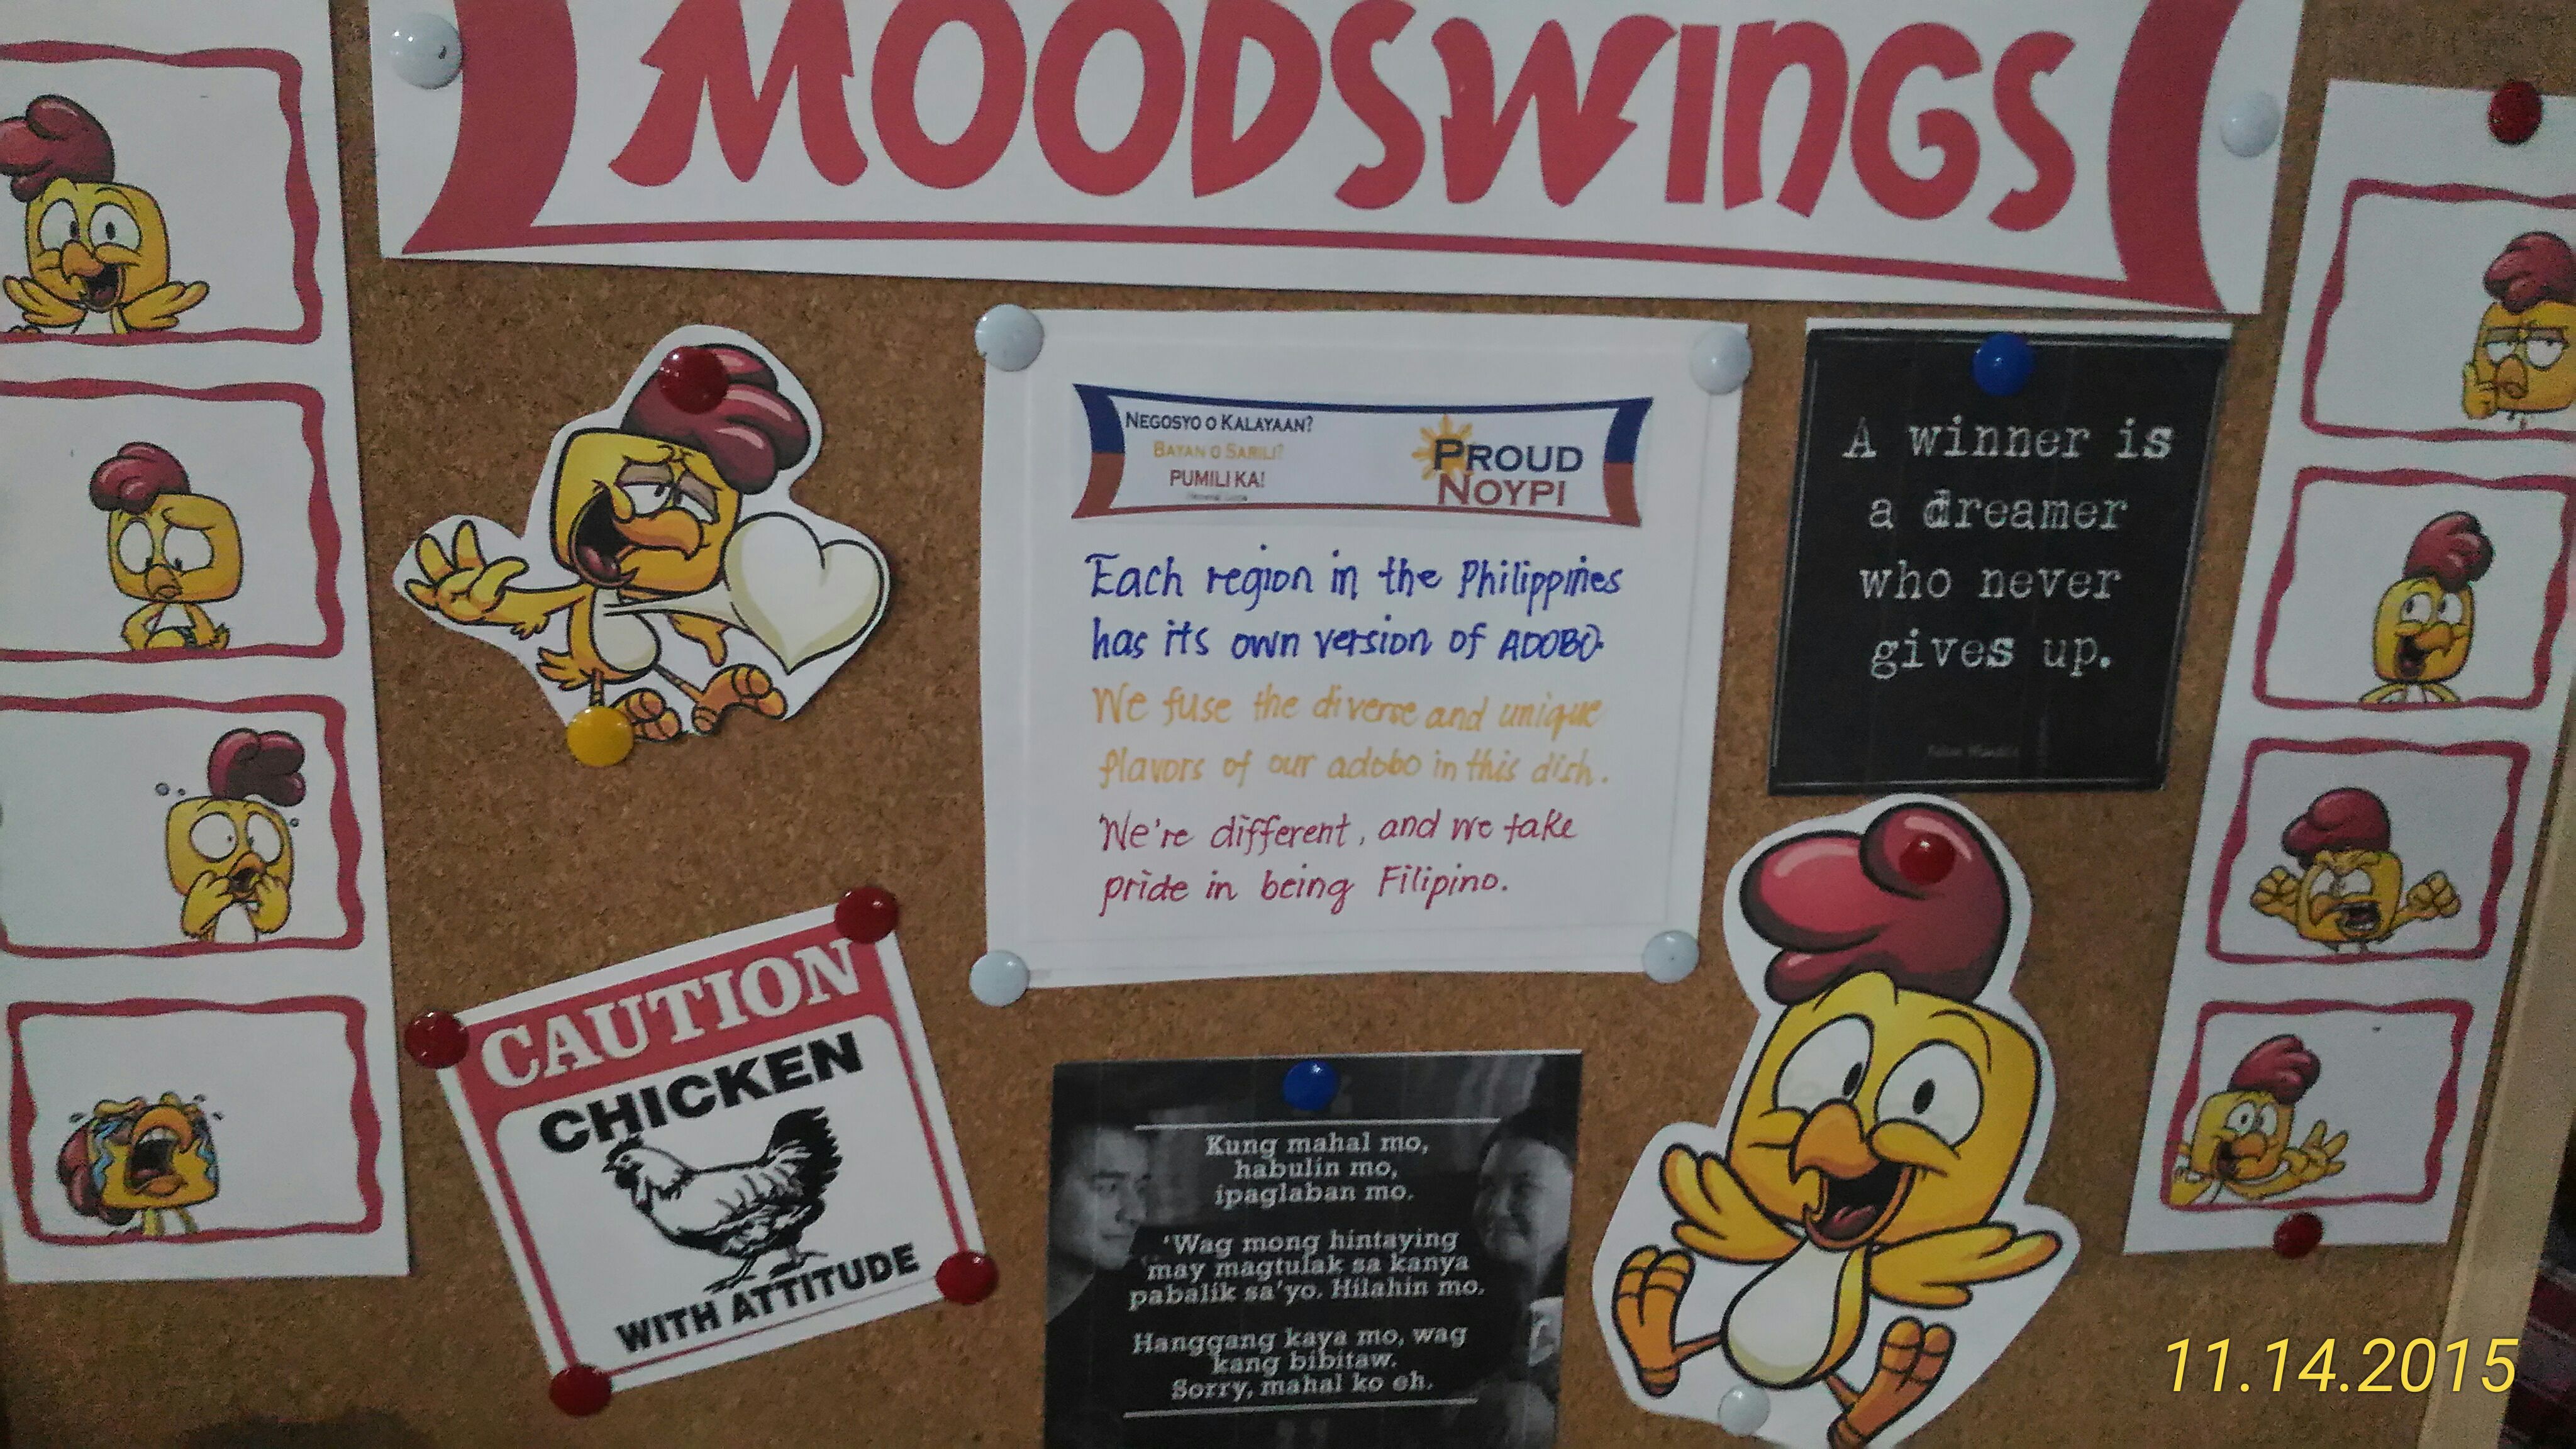 MOODSWINGS
NEGOSYO O KALAYAAN?
BAYAN O SARILI?
PUMILI KA!
PROUD
NOYPI
Each region in the Philippines
has its own version of ADOBO.
We fuse the diverse and unique
flavors of our adobo in this dish.
We're different, and we take
pride in being Filipino.
A winner is
a dreamer
who never
gives up.
CAUTION
CHICKEN
WITH ATTITUDE
Kung mahal mo,
habulin mo,
ipaglaban mo.
'Wag mong hintaying
may magtulak sa kanya
pabalik sa'yo. Hilahin mo.
Hanggang kaya mo, wag
kang bibitaw.
Sorry, mahal ko eh.
11.14.2015